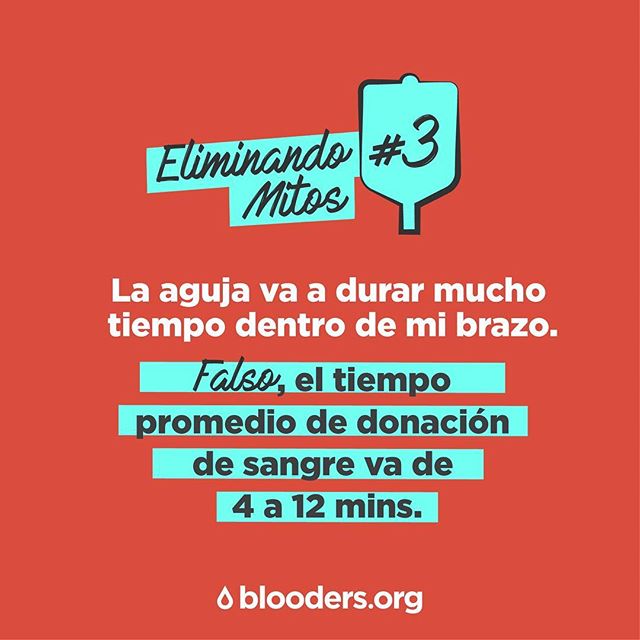 Eliminando
Mitos
#3
La aguja va a durar mucho
tiempo dentro de mi brazo.
Falso, el tiempo
promedio de donación
de sangre va de
4 a 12 mins.
blooders.org